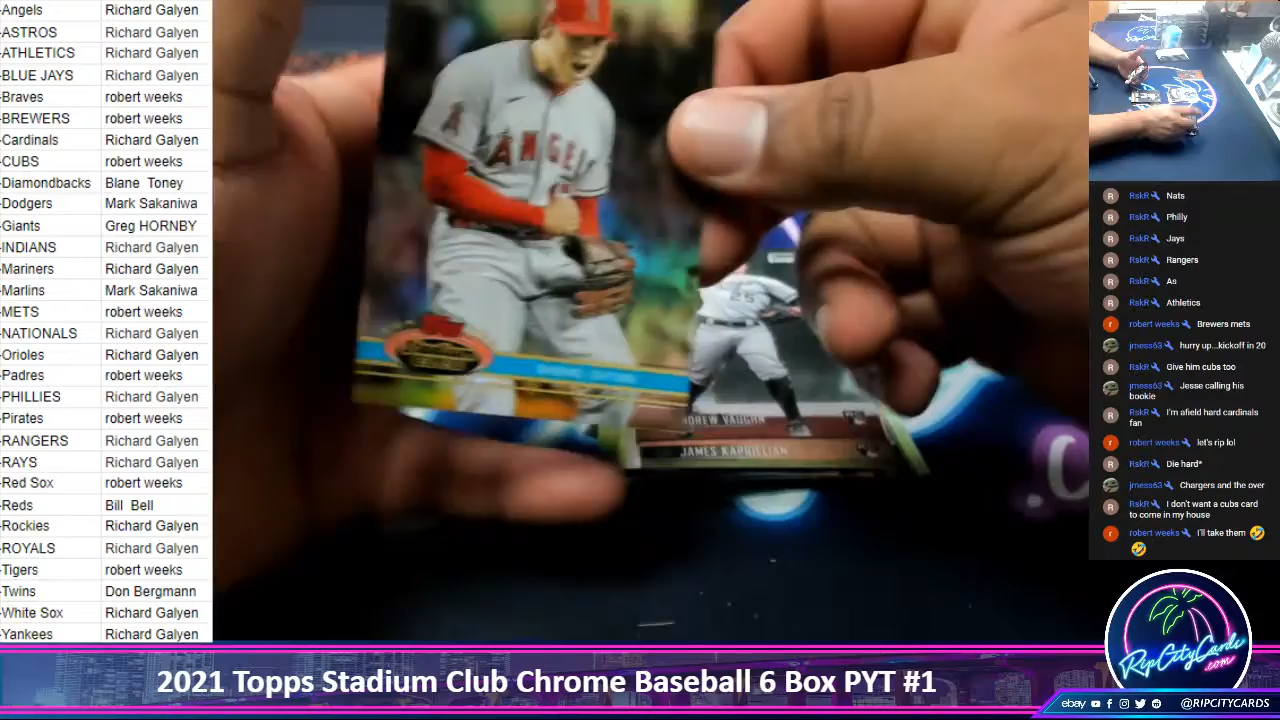 -Angels Richard Galyen
-ASTROS Richard Galyen
-ATHLETICS Richard Galyen
-BLUE JAYS Richard Galyen
-Braves robert weeks
-BREWERS robert weeks
-Cardinals Richard Galyen
-CUBS robert weeks
-Diamondbacks Blane Toney
-Dodgers Mark Sakaniwa
-Giants Greg HORNBY
-INDIANS Richard Galyen
-Mariners Richard Galyen
-Marlins Mark Sakaniwa
-METS robert weeks
-NATIONALS Richard Galyen
-Orioles Richard Galyen
-Padres robert weeks
-PHILLIES Richard Galyen
-Pirates robert weeks
-RANGERS Richard Galyen
-RAYS Richard Galyen
-Red Sox robert weeks
-Reds Bill Bell
-Rockies Richard Galyen
-ROYALS Richard Galyen
-Tigers robert weeks
-Twins Don Bergmann
-White Sox Richard Galyen
-Yankees Richard Galyen
A ANGELS
25
DREW VAUGHN
JAMES KAPRIELIAN
R RskR Nats
R RskR Philly
R RskR Jays
R RskR Rangers
R RskR As
R RskR Athletics
r robert weeks Brewers mets
jmess63 hurry up...kickoff in 20
R RskR Give him cubs too
jmess63 Jesse calling his
bookie
R RskR I'm afield hard cardinals
fan
r robert weeks let's rip lol
R RskR Die hard*
jmess63 Chargers and the over
R RskR I don't want a cubs card
to come in my house
r robert weeks I'll take them 🤣
🤣
RipCityCards
.com
2021 Topps Stadium Club Chrome Baseball 6 Box PYT #1
ebay @RIPCITYCARDS